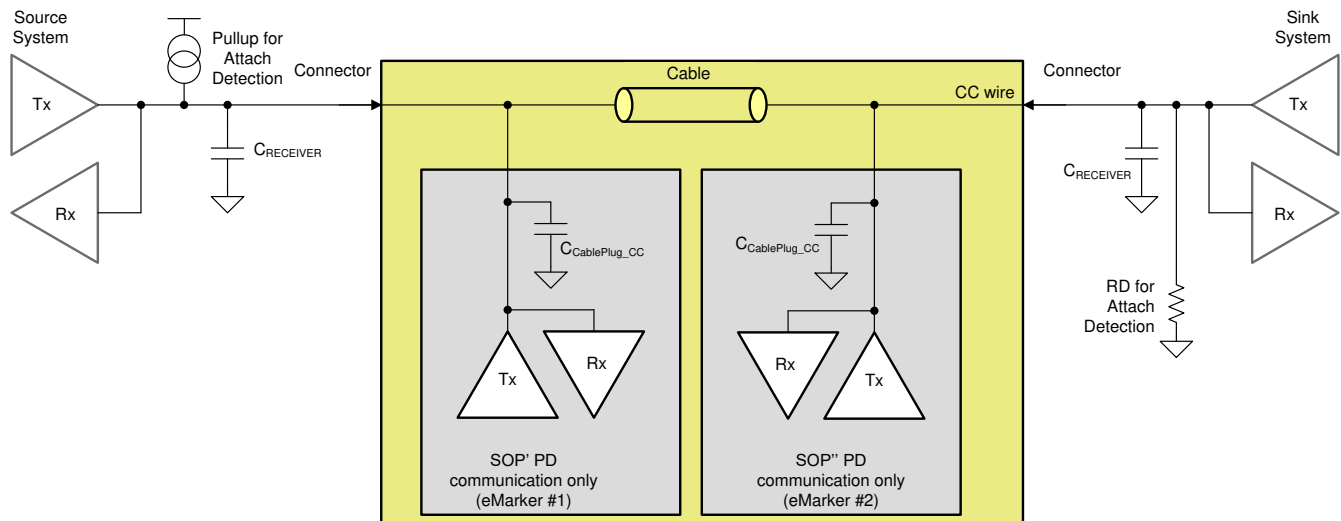 Source
System
Tx
Rx
Pullup for
Attach
Detection
CRECEIVER
Connector
Cable
CC wire
CCablePlug_CC
Tx
Rx
SOP' PD
communication only
(eMarker #1)
CCablePlug_CC
Rx
Tx
SOP'' PD
communication only
(eMarker #2)
Connector
CRECEIVER
RD for
Attach
Detection
Sink
System
Tx
Rx